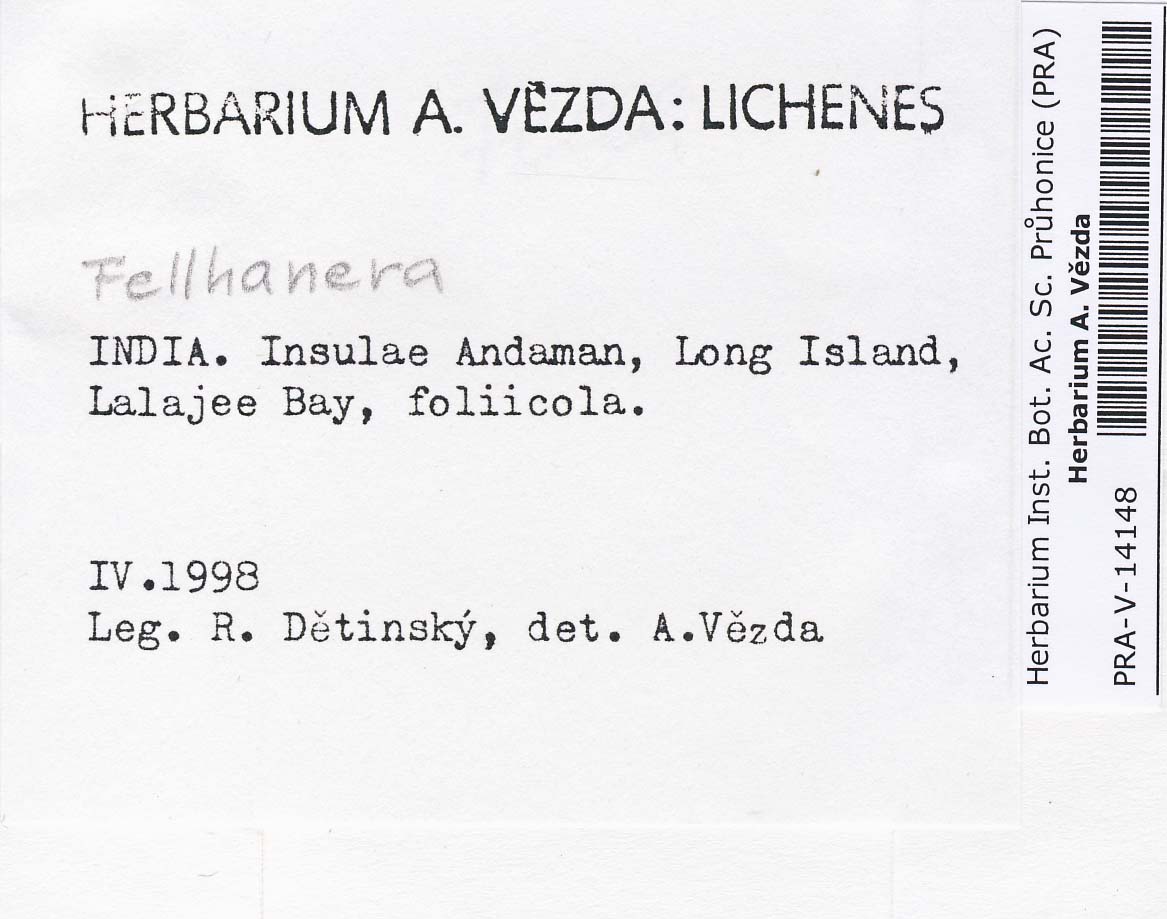 HERBARIUM A. VĚZDA: LICHENES
Fellhanera
INDIA. Insulae Andaman, Long Island,
Lalajee Bay, foliicola.
IV.1998
Leg. R. Dětinský, det. A.Vězda
Herbarium Inst. Bot. Ac. Sc. Průhonice (PRA)
Herbarium A. Vězda
PRA-V-14148